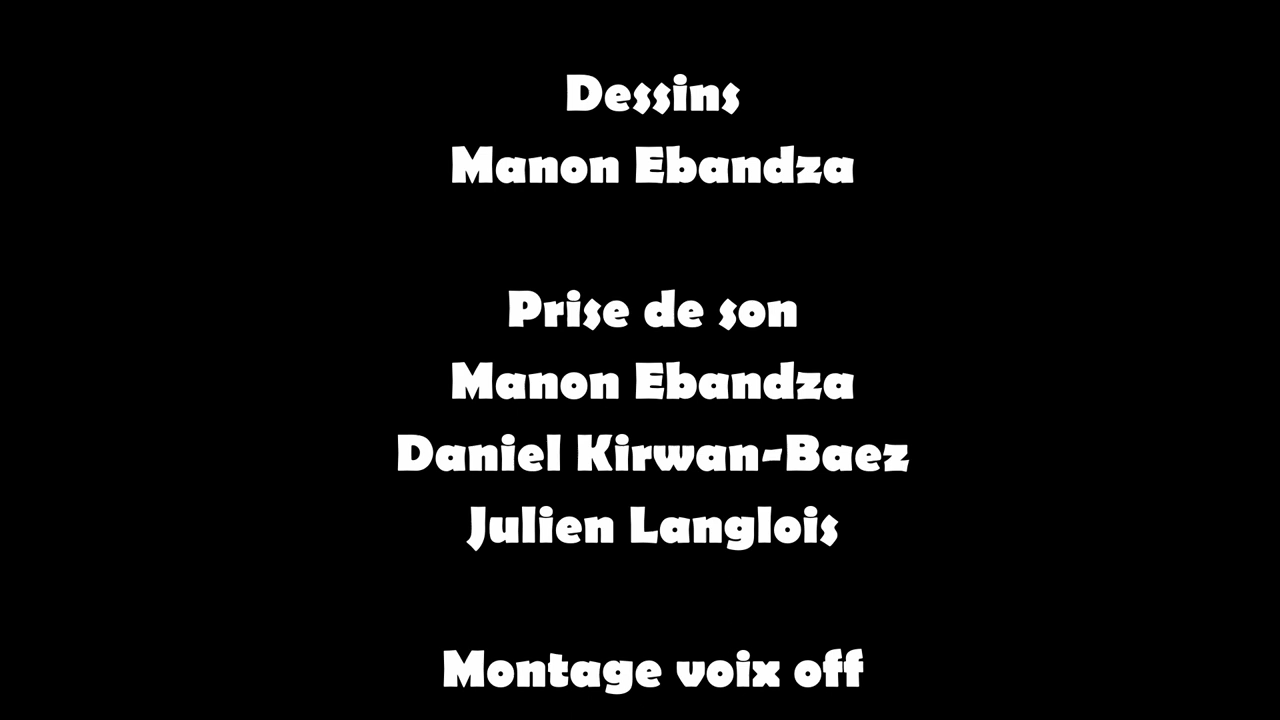 Dessins
Manon Ebandza
Prise de son
Manon Ebandza
Daniel Kirwan-Baez
Julien Langlois
Montage voix off